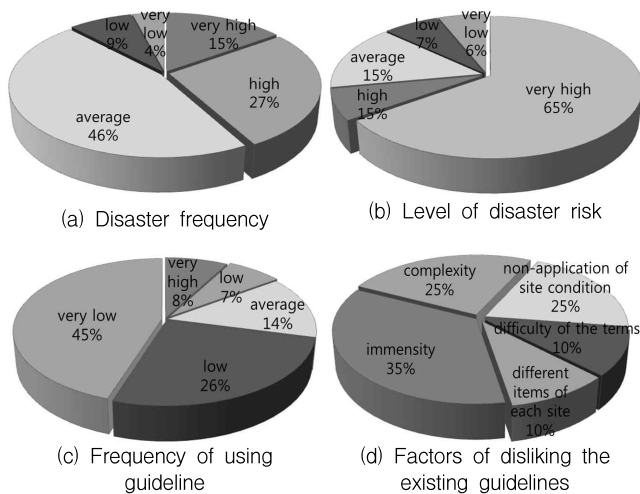 very
low
4%
very high
15%
high
27%
average
46%
low
9%
(a) Disaster frequency
very
low
6%
very high
65%
high
15%
average
15%
low
7%
(b) Level of disaster risk
very
high
8%
low
7%
average
14%
low
26%
very low
45%
(c) Frequency of using
guideline
complexity
25%
non-application of
site condition
25%
difficulty of the terms
10%
different
items of
each site
10%
immensity
35%
(d) Factors of disliking the
existing guidelines